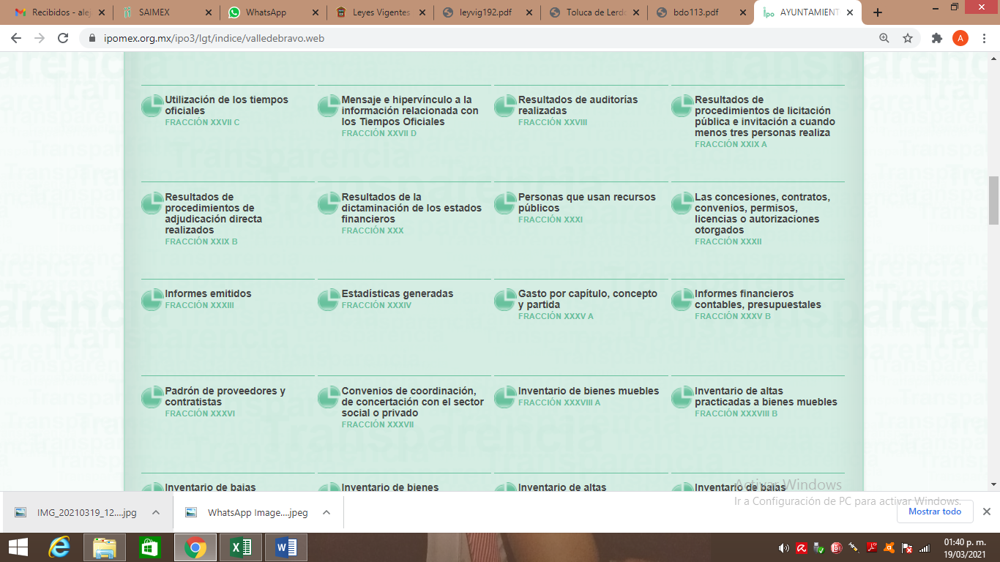 Recibidos - alej
SAIMEX
WhatsApp
Leyes Vigentes
leyvig192.pdf
Toluca de Lerdo
bdo113.pdf
AYUNTAMIENT
ipomex.org.mx/ipo3/lgt/indice/valledebravo.web
A
Utilización de los tiempos
oficiales
FRACCIÓN XXVII C
Mensaje e hipervínculo a la
información relacionada con
los Tiempos Oficiales
FRACCIÓN XXVII D
Resultados de auditorías
realizadas
FRACCIÓN XXVIII
Resultados de
procedimientos de licitación
pública e invitación a cuando
menos tres personas realiza
FRACCIÓN XXIX A
Resultados de
procedimientos de
adjudicación directa
realizados
FRACCIÓN XXIX B
Resultados de la
dictaminación de los estados
financieros
FRACCIÓN XXX
Personas que usan recursos
públicos
FRACCIÓN XXXI
Las concesiones, contratos,
convenios, permisos,
licencias o autorizaciones
otorgados
FRACCIÓN XXXII
Informes emitidos
FRACCIÓN XXXIII
Estadísticas generadas
FRACCIÓN XXXIV
Gasto por capítulo, concepto
y partida
FRACCIÓN XXXV A
Informes financieros
contables, presupuestales
FRACCIÓN XXXV B
Padrón de proveedores y
contratistas
FRACCIÓN XXXVI
Convenios de coordinación,
de concertación con el sector
social o privado
FRACCIÓN XXXVII
Inventario de bienes muebles
FRACCIÓN XXXVIII A
Inventario de altas
practicadas a bienes muebles
FRACCIÓN XXXVIII B
Inventario de bajas
Inventario de bienes
Inventario de altas
Inventario de bajas
Activar Windows
Ir a Configuración de PC para activar Windows.
IMG_20210319_12....jpg
WhatsApp Image....jpeg
Mostrar todo
01:40 p. m.
19/03/2021